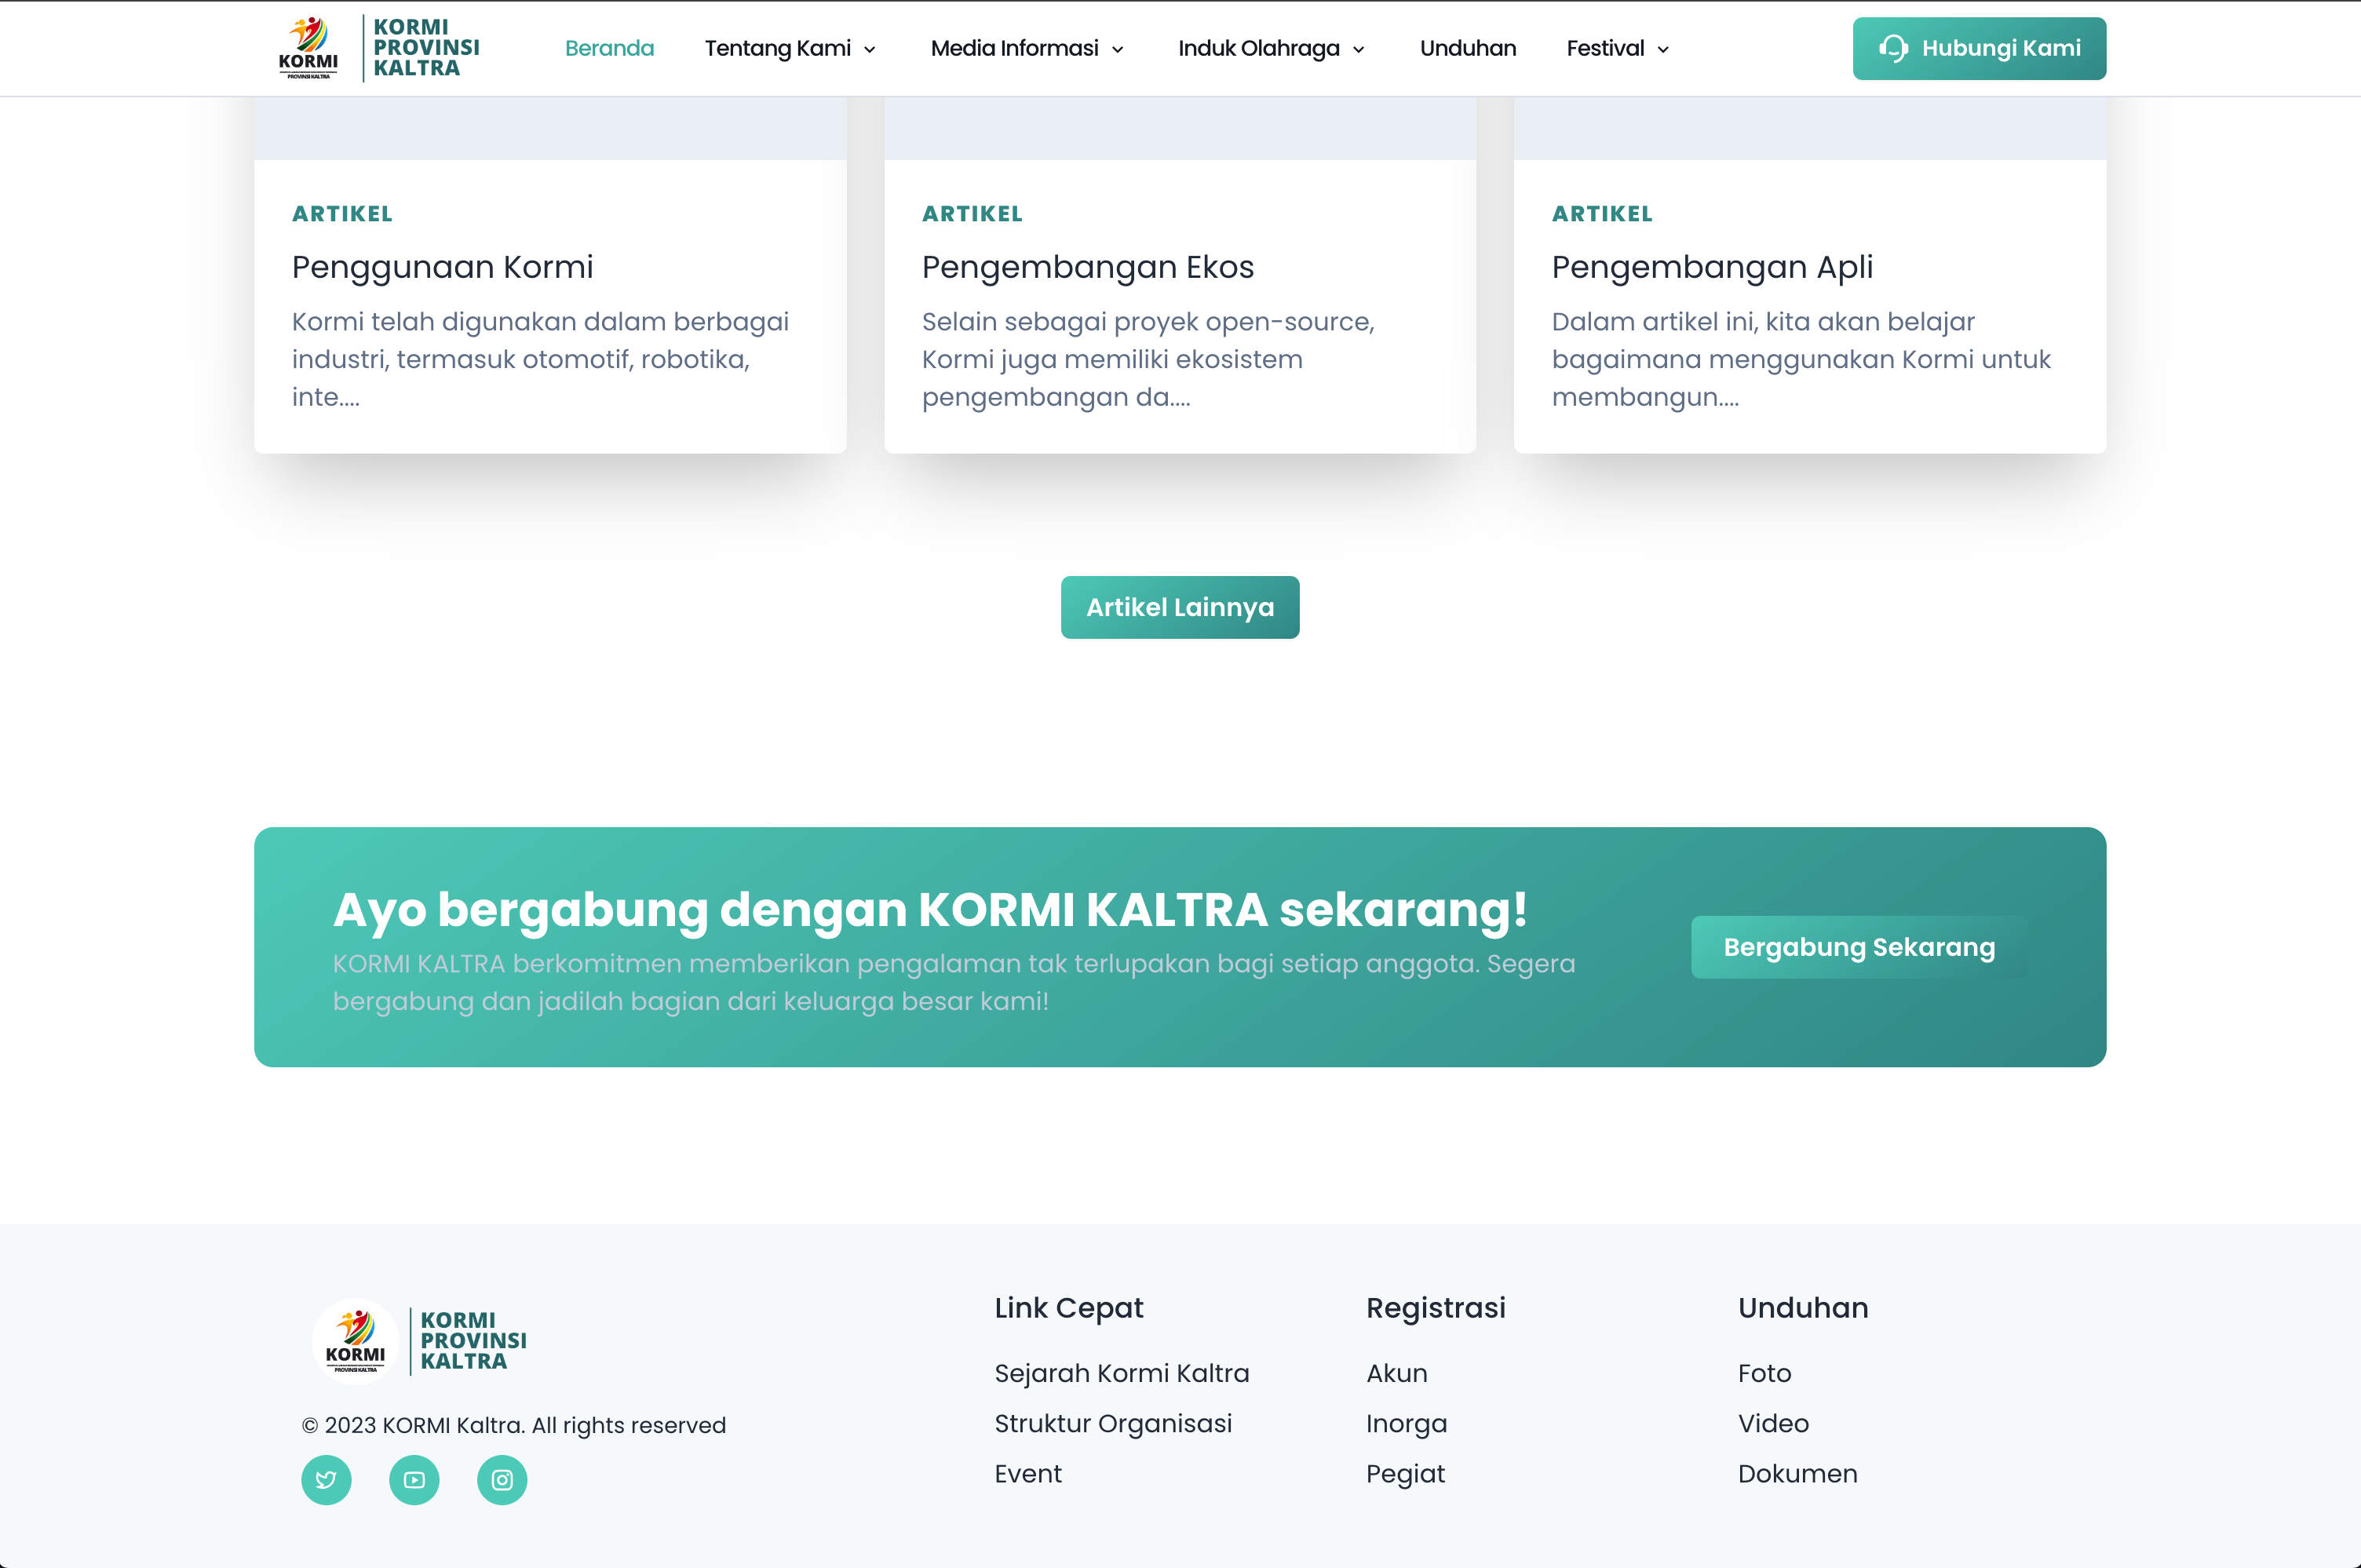 KORMI
PROVINSI KALTRA
KORMI
PROVINSI
KALTRA
Beranda
Tentang Kami
Media Informasi
Induk Olahraga
Unduhan
Festival
Hubungi Kami
ARTIKEL
Penggunaan Kormi
Kormi telah digunakan dalam berbagai
industri, termasuk otomotif, robotika,
inte....
ARTIKEL
Pengembangan Ekos
Selain sebagai proyek open-source,
Kormi juga memiliki ekosistem
pengembangan da....
ARTIKEL
Pengembangan Apli
Dalam artikel ini, kita akan belajar
bagaimana menggunakan Kormi untuk
membangun....
Artikel Lainnya
Ayo bergabung dengan KORMI KALTRA sekarang!
KORMI KALTRA berkomitmen memberikan pengalaman tak terlupakan bagi setiap anggota. Segera
bergabung dan jadilah bagian dari keluarga besar kami!
Bergabung Sekarang
KORMI
PROVINSI KALTRA
KORMI
PROVINSI
KALTRA
© 2023 KORMI Kaltra. All rights reserved
Link Cepat
Sejarah Kormi Kaltra
Struktur Organisasi
Event
Registrasi
Akun
Inorga
Pegiat
Unduhan
Foto
Video
Dokumen